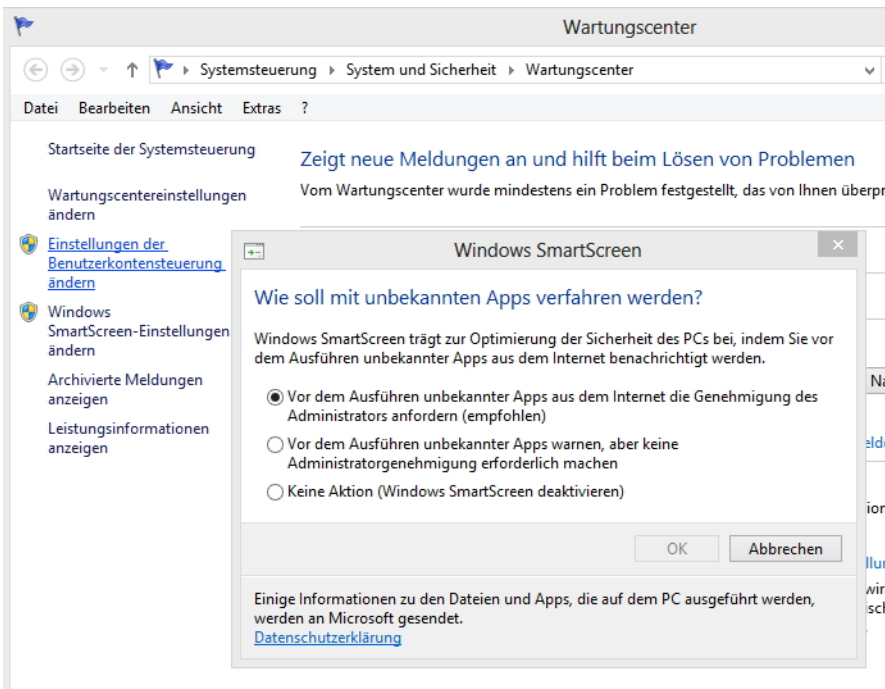 Wartungscenter
Systemsteuerung ▸ System und Sicherheit ▸ Wartungscenter
Datei Bearbeiten Ansicht Extras ?
Startseite der Systemsteuerung
Wartungscentereinstellungen
ändern
Einstellungen der
Benutzerkontensteuerung
ändern
Windows
SmartScreen-Einstellungen
ändern
Archivierte Meldungen
anzeigen
Leistungsinformationen
anzeigen
Zeigt neue Meldungen an und hilft beim Lösen von Problemen
Vom Wartungscenter wurde mindestens ein Problem festgestellt, das von Ihnen
Windows SmartScreen
Wie soll mit unbekannten Apps verfahren werden?
Windows SmartScreen trägt zur Optimierung der Sicherheit des PCs bei, indem Sie vor
dem Ausführen unbekannter Apps aus dem Internet benachrichtigt werden.
Vor dem Ausführen unbekannter Apps aus dem Internet die Genehmigung des
Administrators anfordern (empfohlen)
Vor dem Ausführen unbekannter Apps warnen, aber keine
Administratorgenehmigung erforderlich machen
Keine Aktion (Windows SmartScreen deaktivieren)
OK Abbrechen
Einige Informationen zu den Dateien und Apps, die auf dem PC ausgeführt werden,
werden an Microsoft gesendet.
Datenschutzerklärung